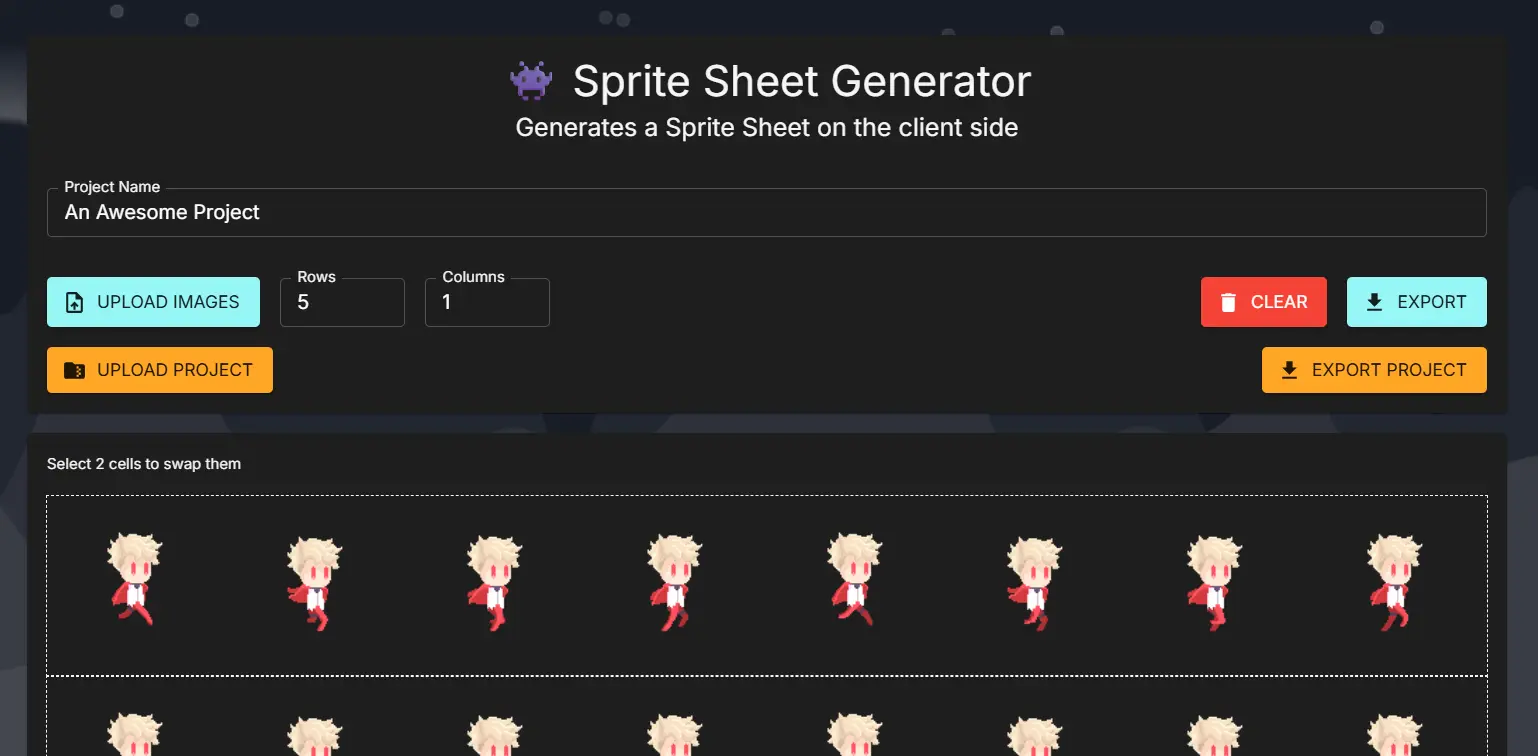 Sprite Sheet Generator
Generates a Sprite Sheet on the client side
Project Name
An Awesome Project
UPLOAD IMAGES
Rows
5
Columns
1
CLEAR
EXPORT
UPLOAD PROJECT
EXPORT PROJECT
Select 2 cells to swap them